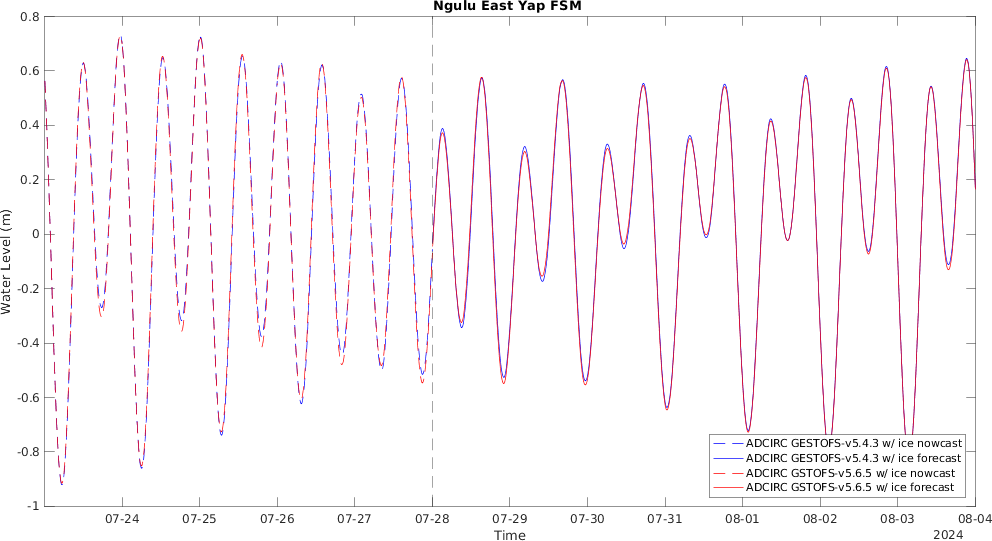 Ngulu East Yap FSM
0.8
0.6
0.4
0.2
0
-0.2
-0.4
-0.6
-0.8
-1
Water Level (m)
ADCIRC GESTOFS-v5.4.3 w/ ice nowcast
ADCIRC GESTOFS-v5.4.3 w/ ice forecast
ADCIRC GSTOFS-v5.6.5 w/ ice nowcast
ADCIRC GSTOFS-v5.6.5 w/ ice forecast
07-24 07-25 07-26 07-27 07-28 07-29 07-30 07-31 08-01 08-02 08-03 08-04
Time
2024